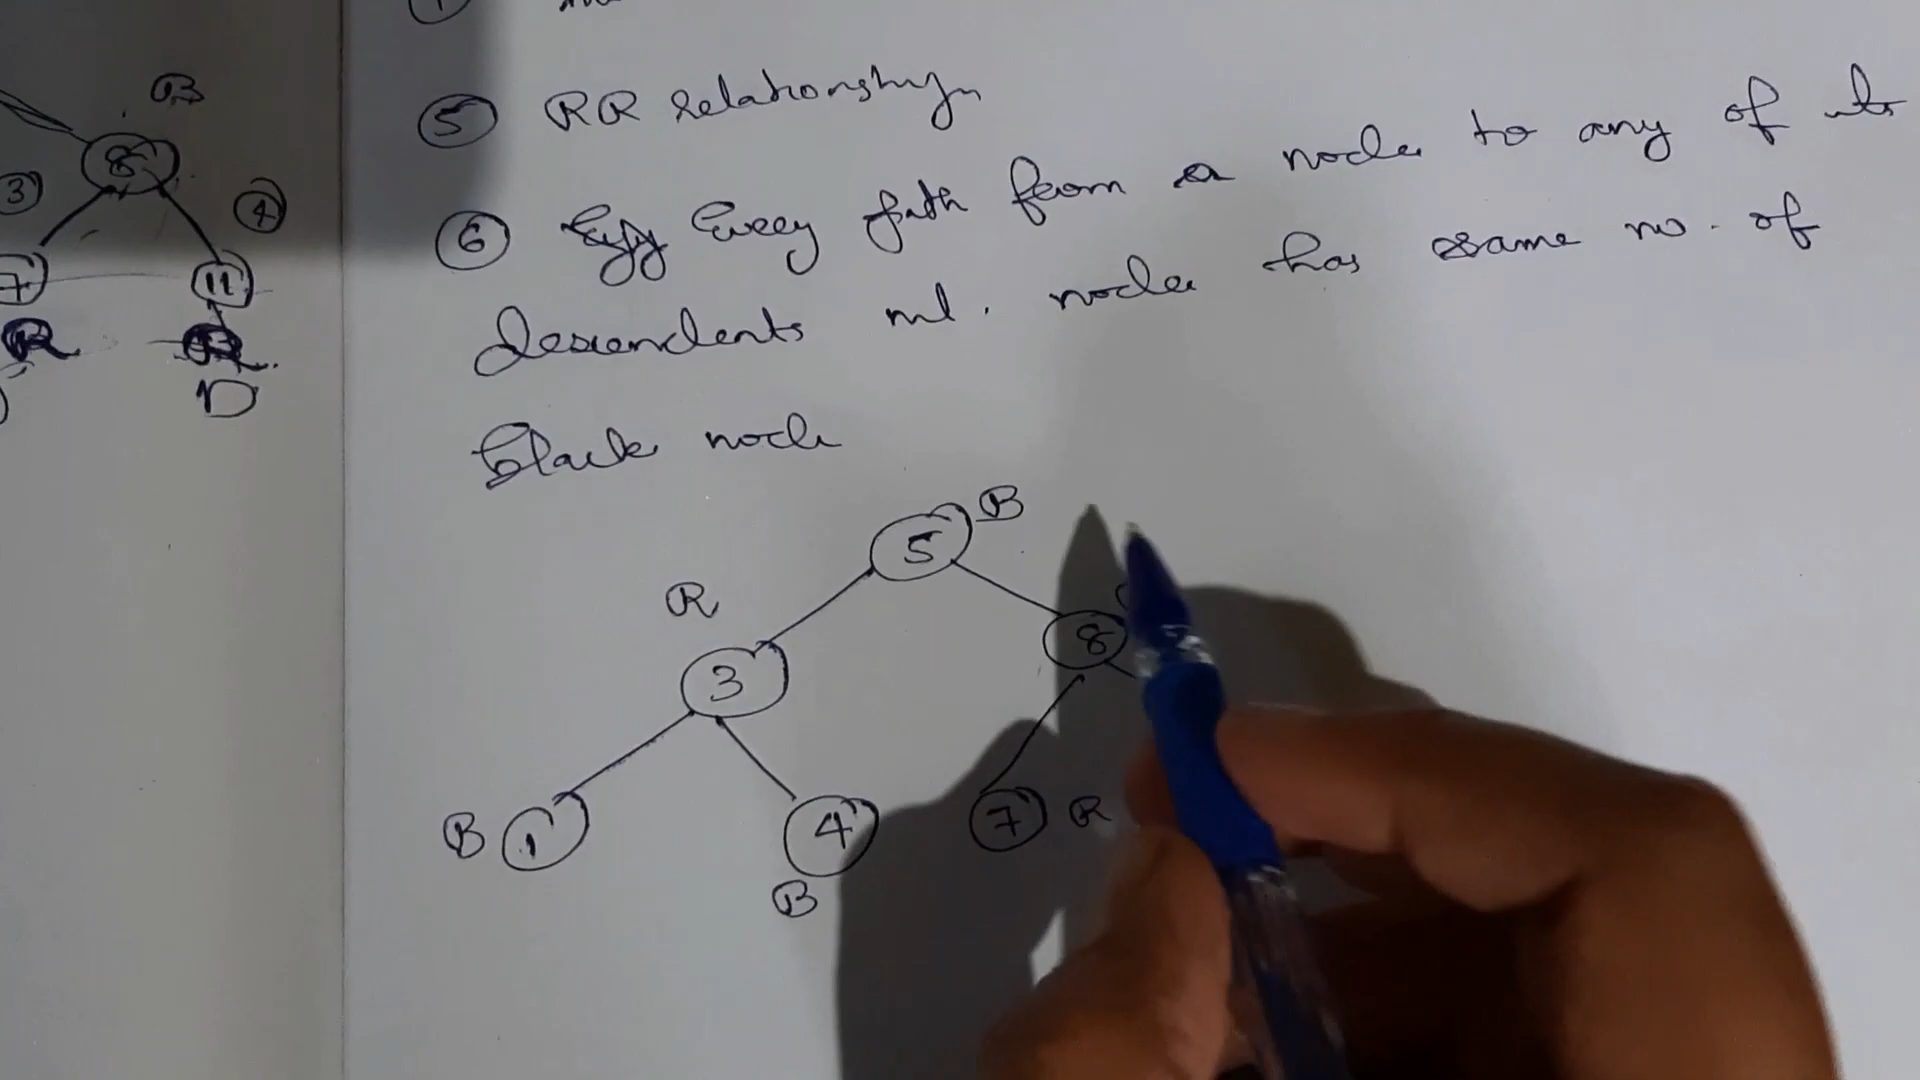 5 RR relationship
6 Every path from a node to any of its
descendents nul. node has same no. of
black node
B
8
3
4
7
11
R
D
5 B
R
3
8
B 1
4
B
7 R